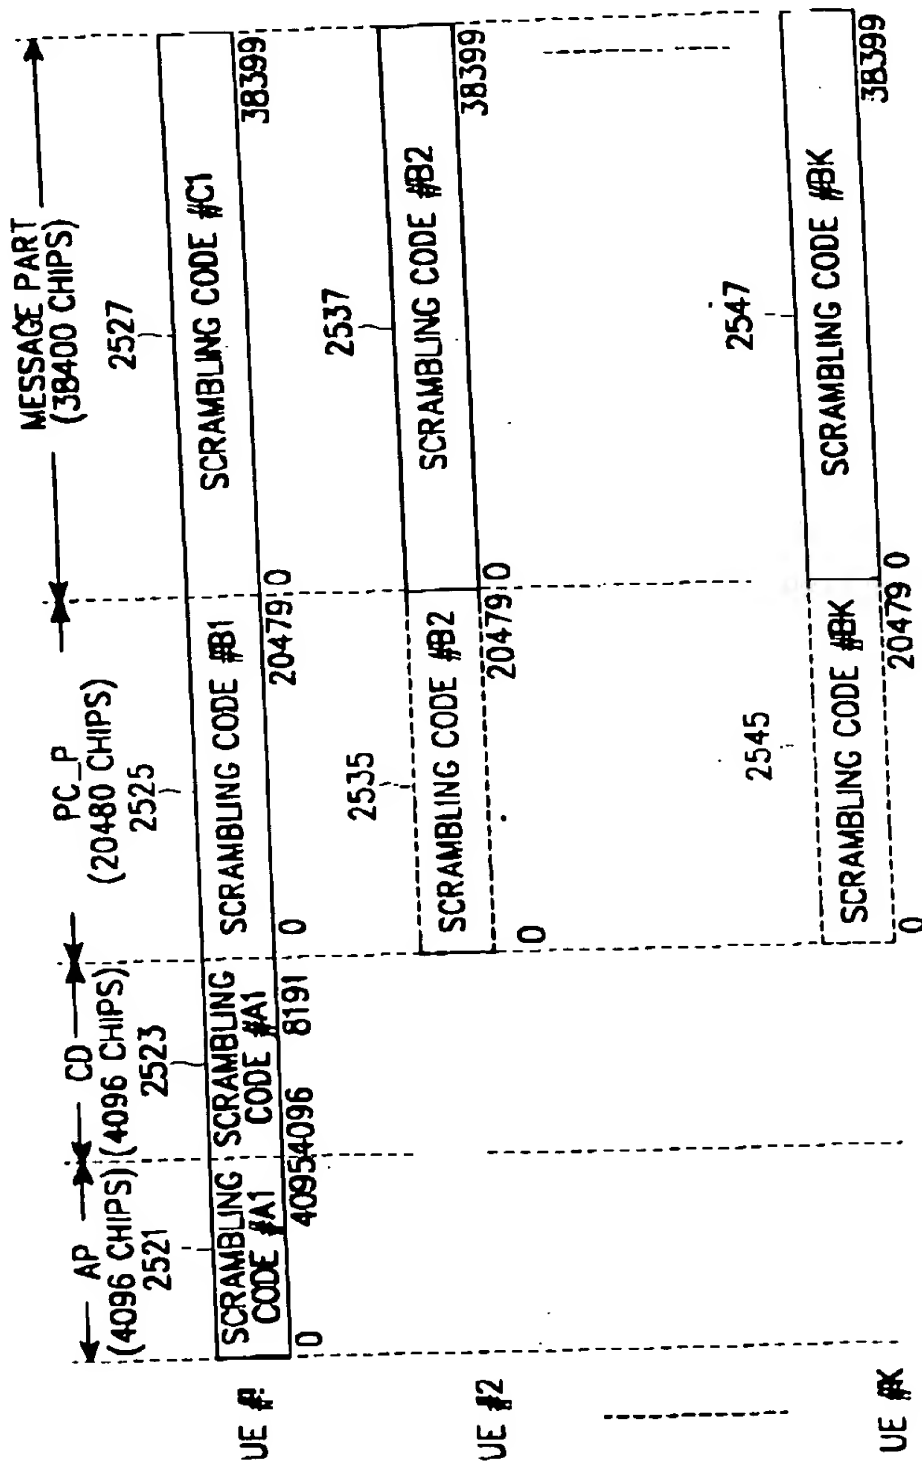 AP
(4096 CHIPS)
2521
CD
(4096 CHIPS)
2523
PC_P
(20480 CHIPS)
2525
MESSAGE PART
(38400 CHIPS)
2527
UE #1
SCRAMBLING
CODE #A1
SCRAMBLING
CODE #A1
SCRAMBLING CODE #B1
SCRAMBLING CODE #C1
0
4095
4096
8191
0
20479
0
38399
2535
2537
UE #2
SCRAMBLING CODE #B2
SCRAMBLING CODE #B2
0
20479
0
38399
2545
2547
UE #K
SCRAMBLING CODE #BK
SCRAMBLING CODE #BK
0
20479
0
38399